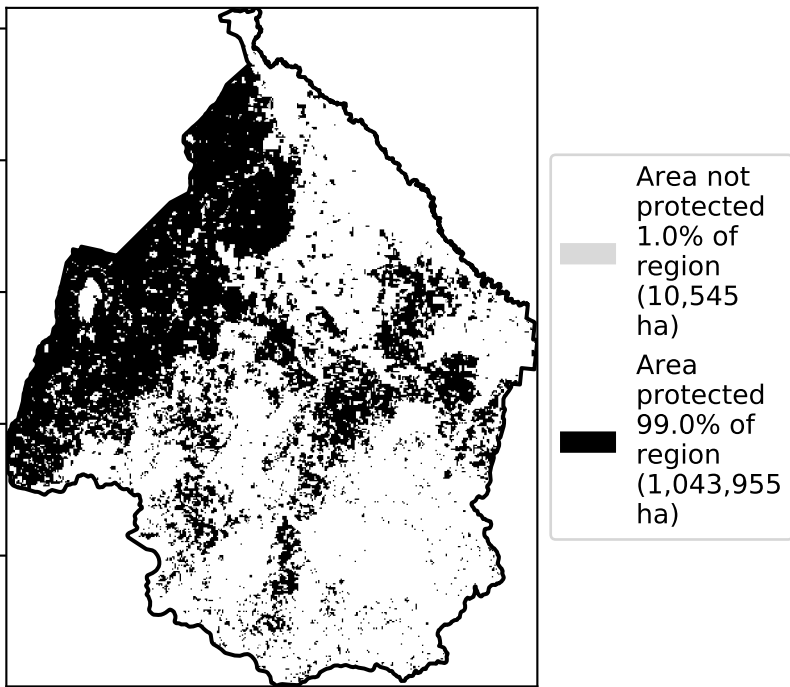 Area not
protected
1.0% of
region
(10,545
ha)
Area
protected
99.0% of
region
(1,043,955
ha)